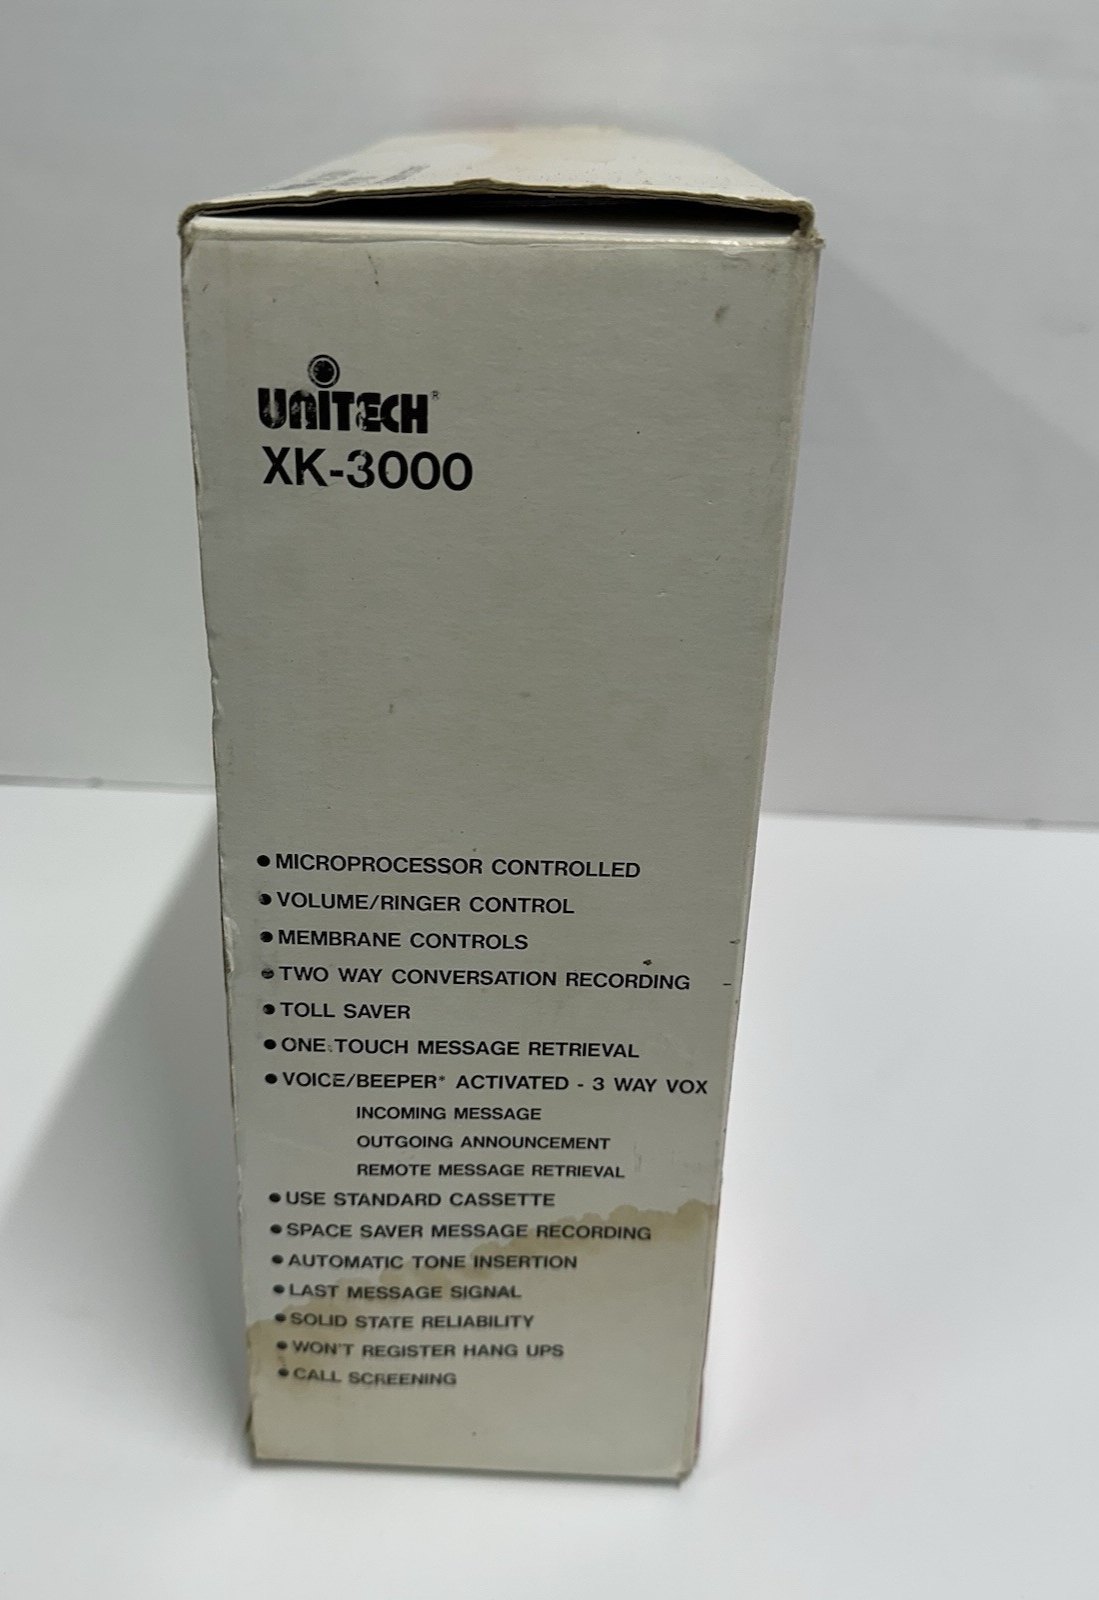 UNITECH®
XK-3000
• MICROPROCESSOR CONTROLLED
• VOLUME/RINGER CONTROL
• MEMBRANE CONTROLS
• TWO WAY CONVERSATION RECORDING
• TOLL SAVER
• ONE TOUCH MESSAGE RETRIEVAL
• VOICE/BEEPER* ACTIVATED - 3 WAY VOX
INCOMING MESSAGE
OUTGOING ANNOUNCEMENT
REMOTE MESSAGE RETRIEVAL
• USE STANDARD CASSETTE
• SPACE SAVER MESSAGE RECORDING
• AUTOMATIC TONE INSERTION
• LAST MESSAGE SIGNAL
• SOLID STATE RELIABILITY
• WON'T REGISTER HANG UPS
• CALL SCREENING